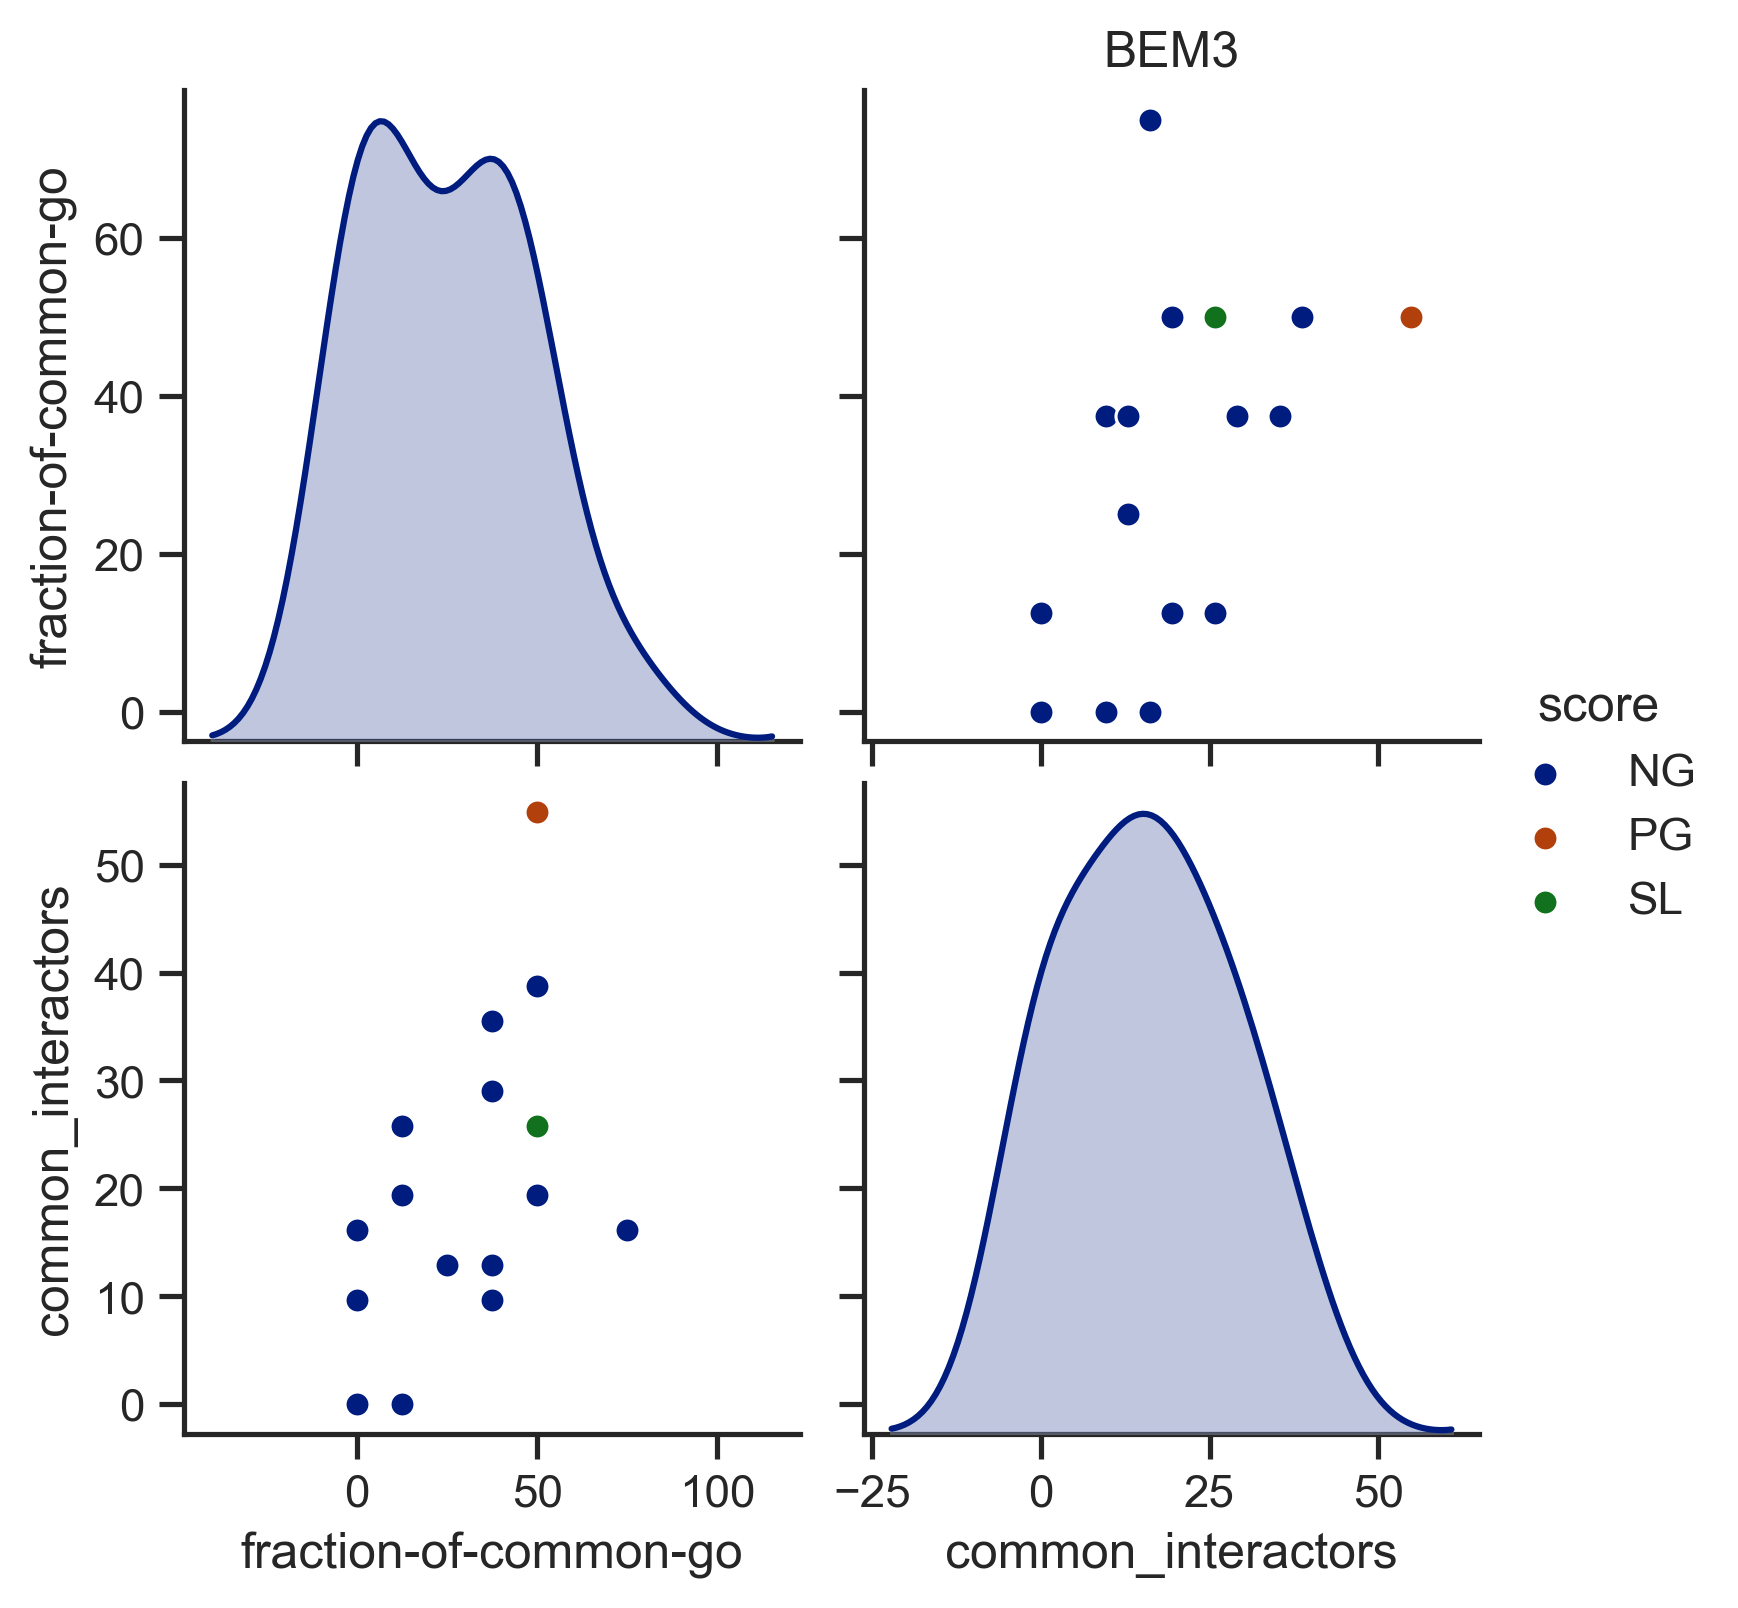 BEM3
fraction-of-common-go
60
40
20
0
score
NG
PG
SL
common_interactors
50
40
30
20
10
0
0 50 100
−25 0 25 50
fraction-of-common-go
common_interactors